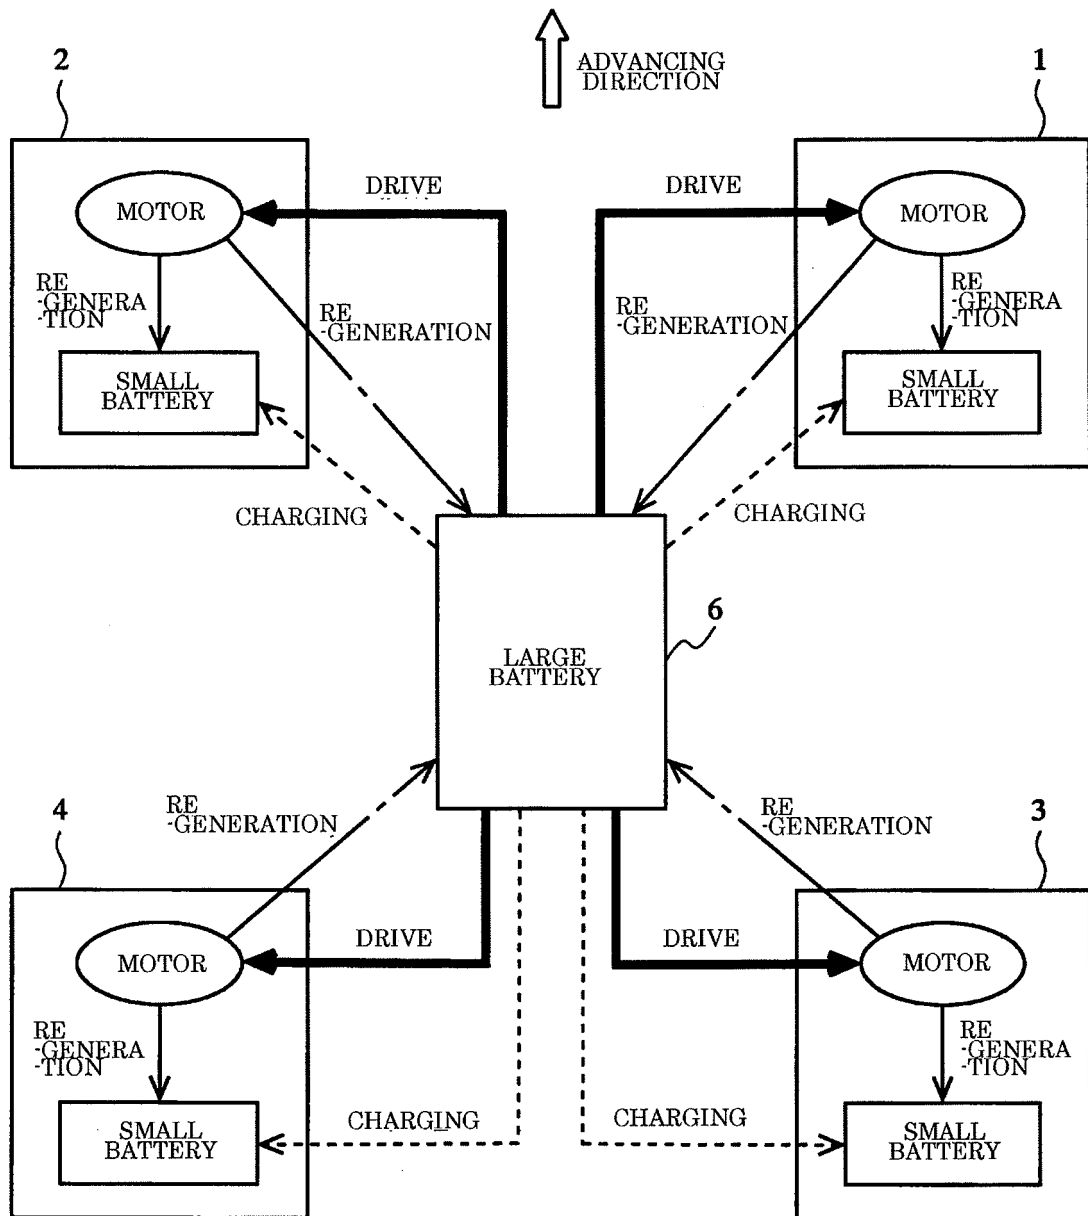 2
ADVANCING
DIRECTION
1
MOTOR
DRIVE
DRIVE
MOTOR
RE
-GENERA
-TION
RE
-GENERATION
RE
-GENERATION
RE
-GENERA
-TION
SMALL
BATTERY
SMALL
BATTERY
CHARGING
CHARGING
6
LARGE
BATTERY
4
RE
-GENERATION
RE
-GENERATION
3
MOTOR
DRIVE
DRIVE
MOTOR
RE
-GENERA
-TION
RE
-GENERA
-TION
SMALL
BATTERY
CHARGING
CHARGING
SMALL
BATTERY